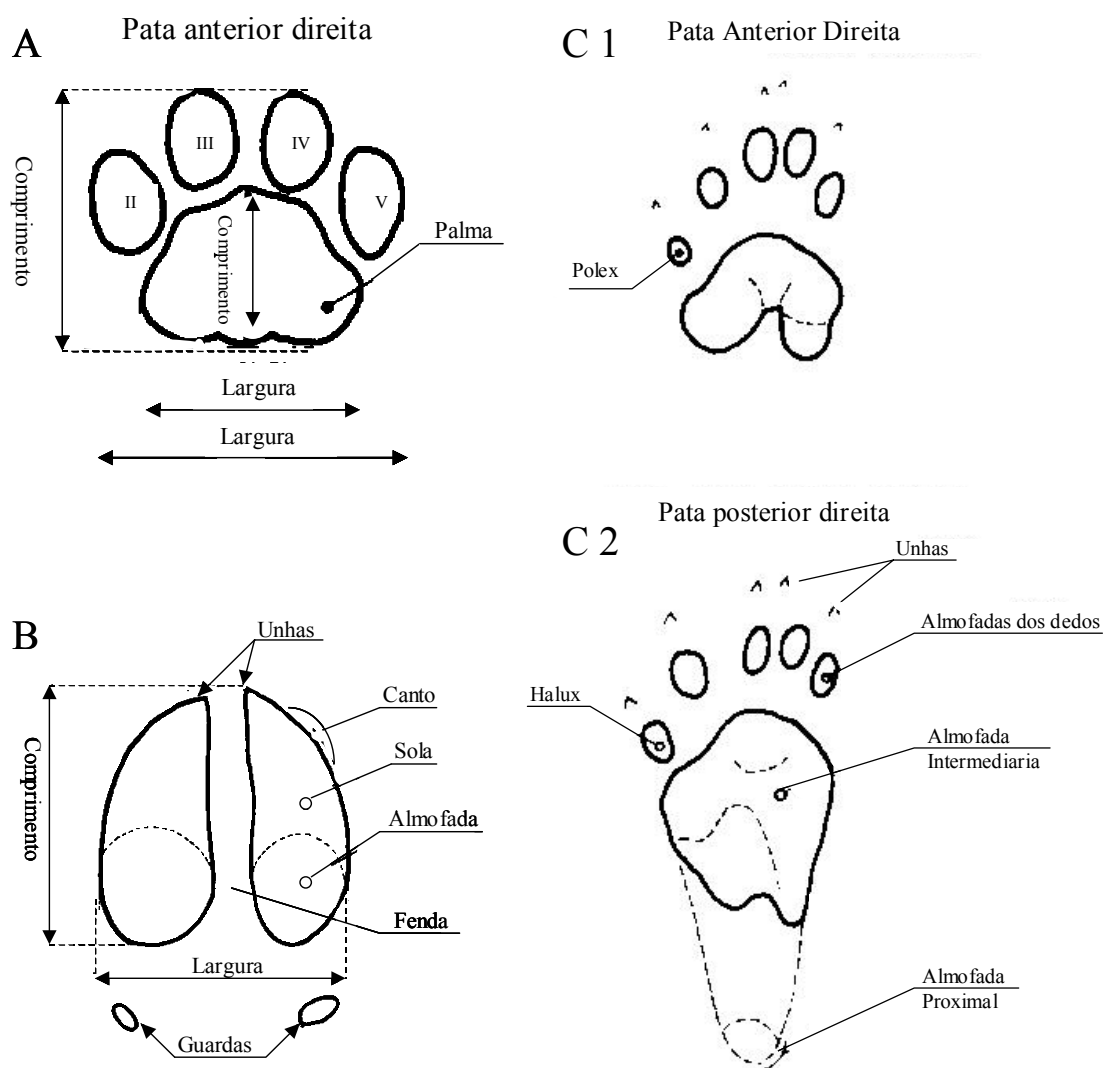 A
Pata anterior direita
Comprimento
II
III
IV
V
Comprimento
Palma
Largura
Largura
C 1
Pata Anterior Direita
Polex
B
Unhas
Comprimento
Canto
Sola
Almofada
Fenda
Largura
Guardas
C 2
Pata posterior direita
Unhas
Almofadas dos dedos
Halux
Almofada
Intermediaria
Almofada
Proximal